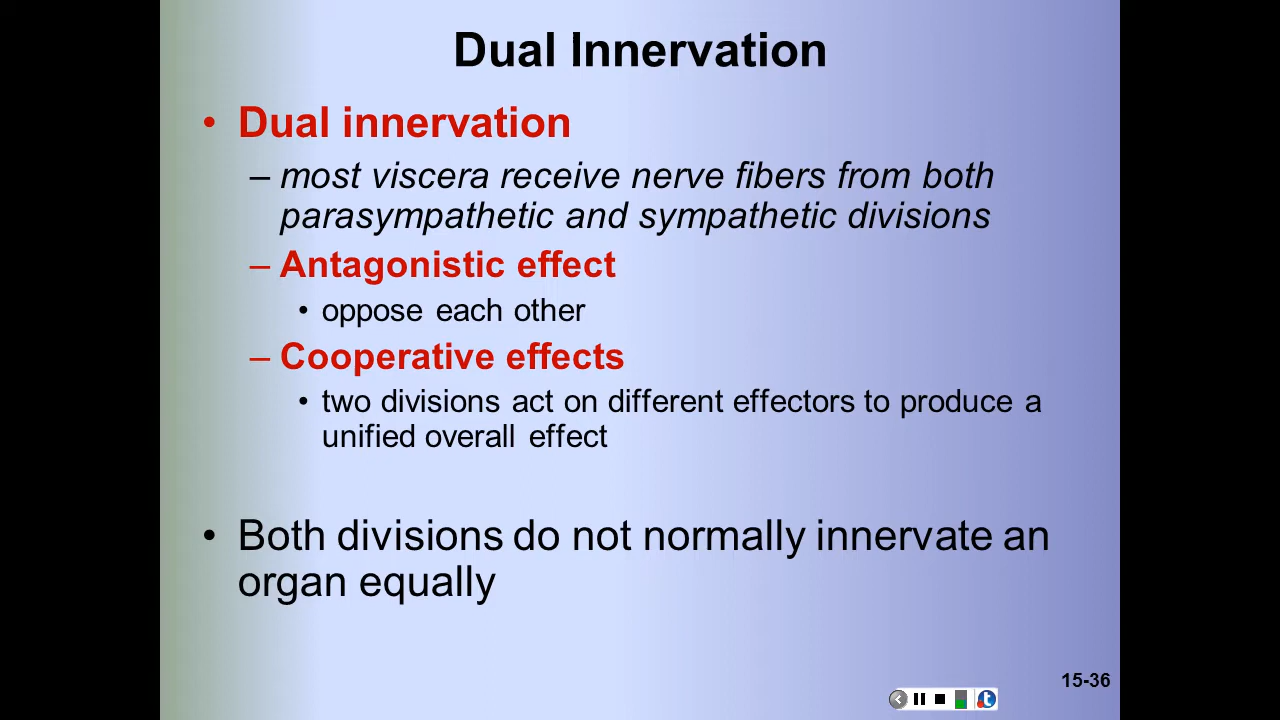 Dual Innervation
• Dual innervation
– most viscera receive nerve fibers from both
parasympathetic and sympathetic divisions
– Antagonistic effect
• oppose each other
– Cooperative effects
• two divisions act on different effectors to produce a
unified overall effect
• Both divisions do not normally innervate an
organ equally
15-36
t